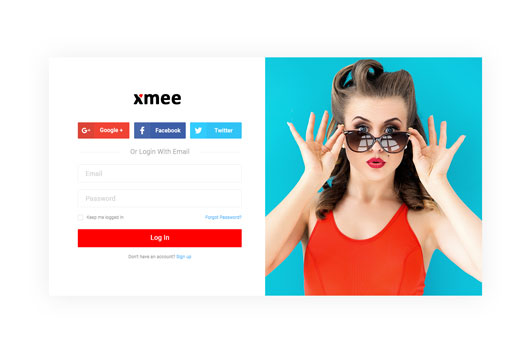 xmee
Google +
Facebook
Twitter
Or Login With Email
Email
Password
Keep me logged in
Forgot Password?
Log In
Don't have an account? Sign up